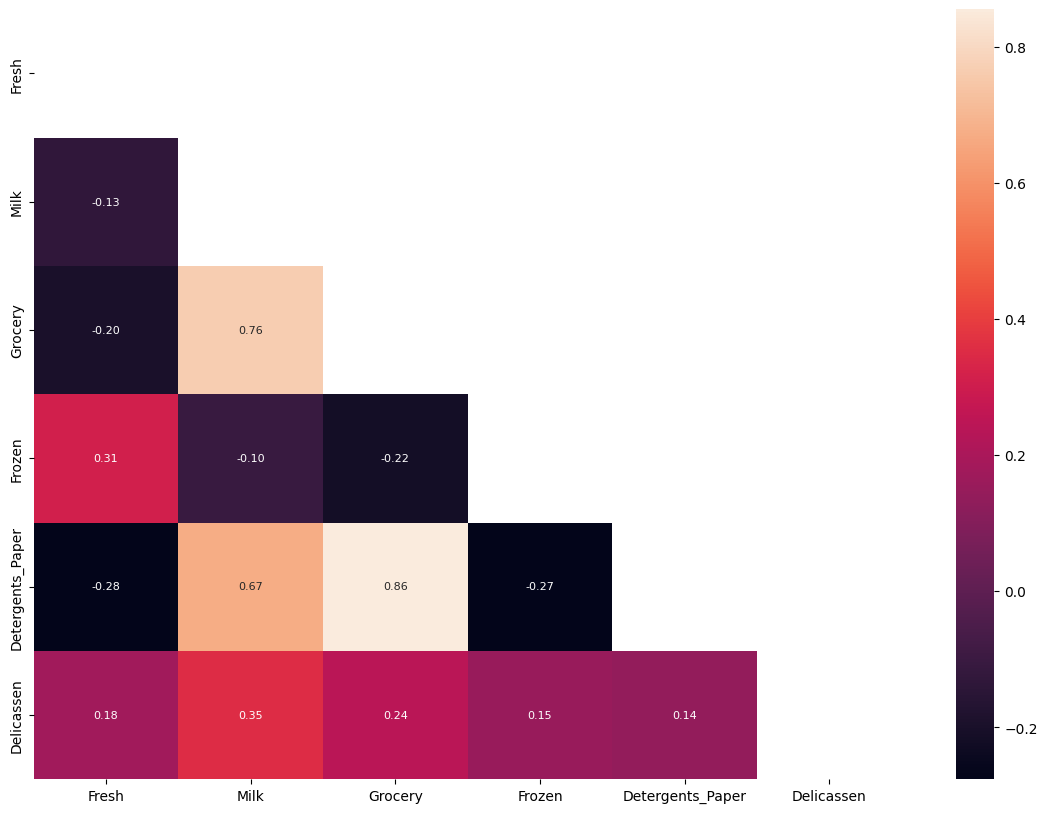 0.8
Fresh
Milk
-0.13
0.6
Grocery
-0.20 0.76
0.4
Frozen
0.31 -0.10 -0.22
0.2
Detergents_Paper
-0.28 0.67 0.86 -0.27
0.0
Delicassen
0.18 0.35 0.24 0.15 0.14
−0.2
Fresh Milk Grocery Frozen Detergents_Paper Delicassen